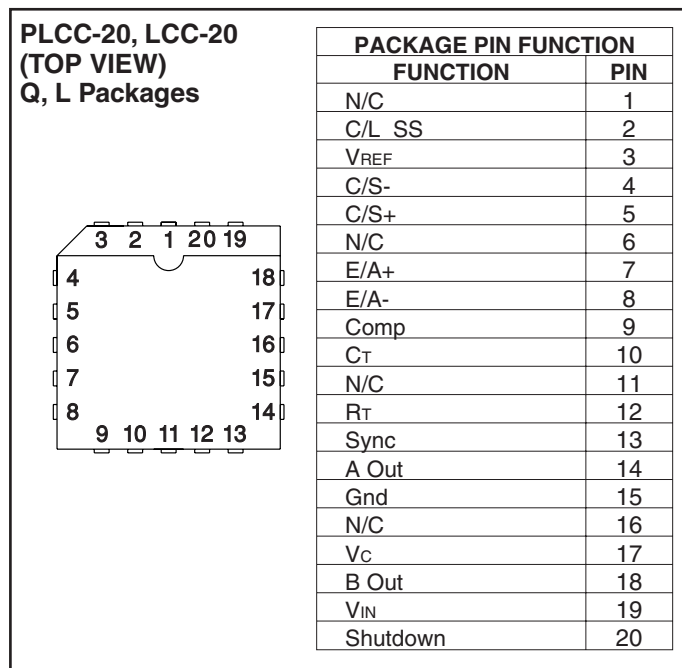 PLCC-20, LCC-20
(TOP VIEW)
Q, L Packages
3 2 1 20 19
4 18
5 17
6 16
7 15
8 14
9 10 11 12 13
PACKAGE PIN FUNCTION
FUNCTION PIN
N/C 1
C/L SS 2
VREF 3
C/S- 4
C/S+ 5
N/C 6
E/A+ 7
E/A- 8
Comp 9
CT 10
N/C 11
RT 12
Sync 13
A Out 14
Gnd 15
N/C 16
VC 17
B Out 18
VIN 19
Shutdown 20